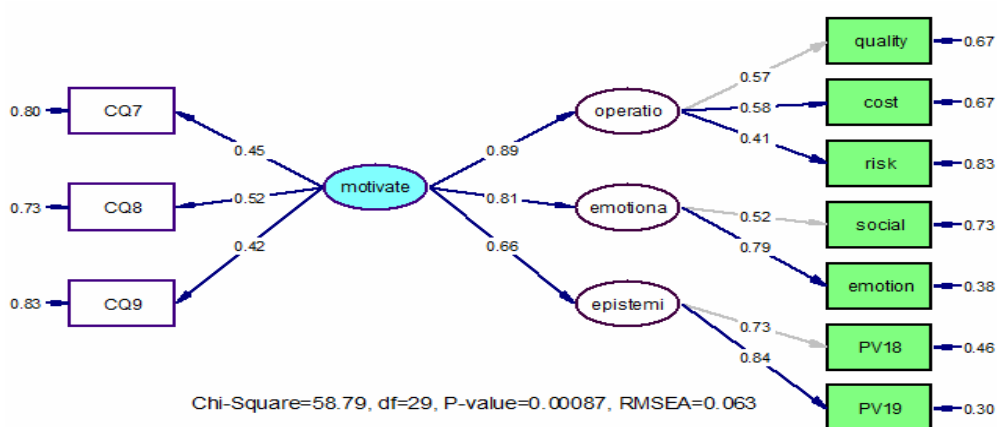 quality
0.67
0.57
0.80
CQ7
operatio
0.58
cost
0.67
0.45
0.89
0.41
risk
0.83
0.73
CQ8
0.52
motivate
0.81
emotiona
0.52
social
0.73
0.42
0.66
0.79
emotion
0.38
0.83
CQ9
epistemi
0.73
PV18
0.46
0.84
Chi-Square=58.79, df=29, P-value=0.00087, RMSEA=0.063
PV19
0.30